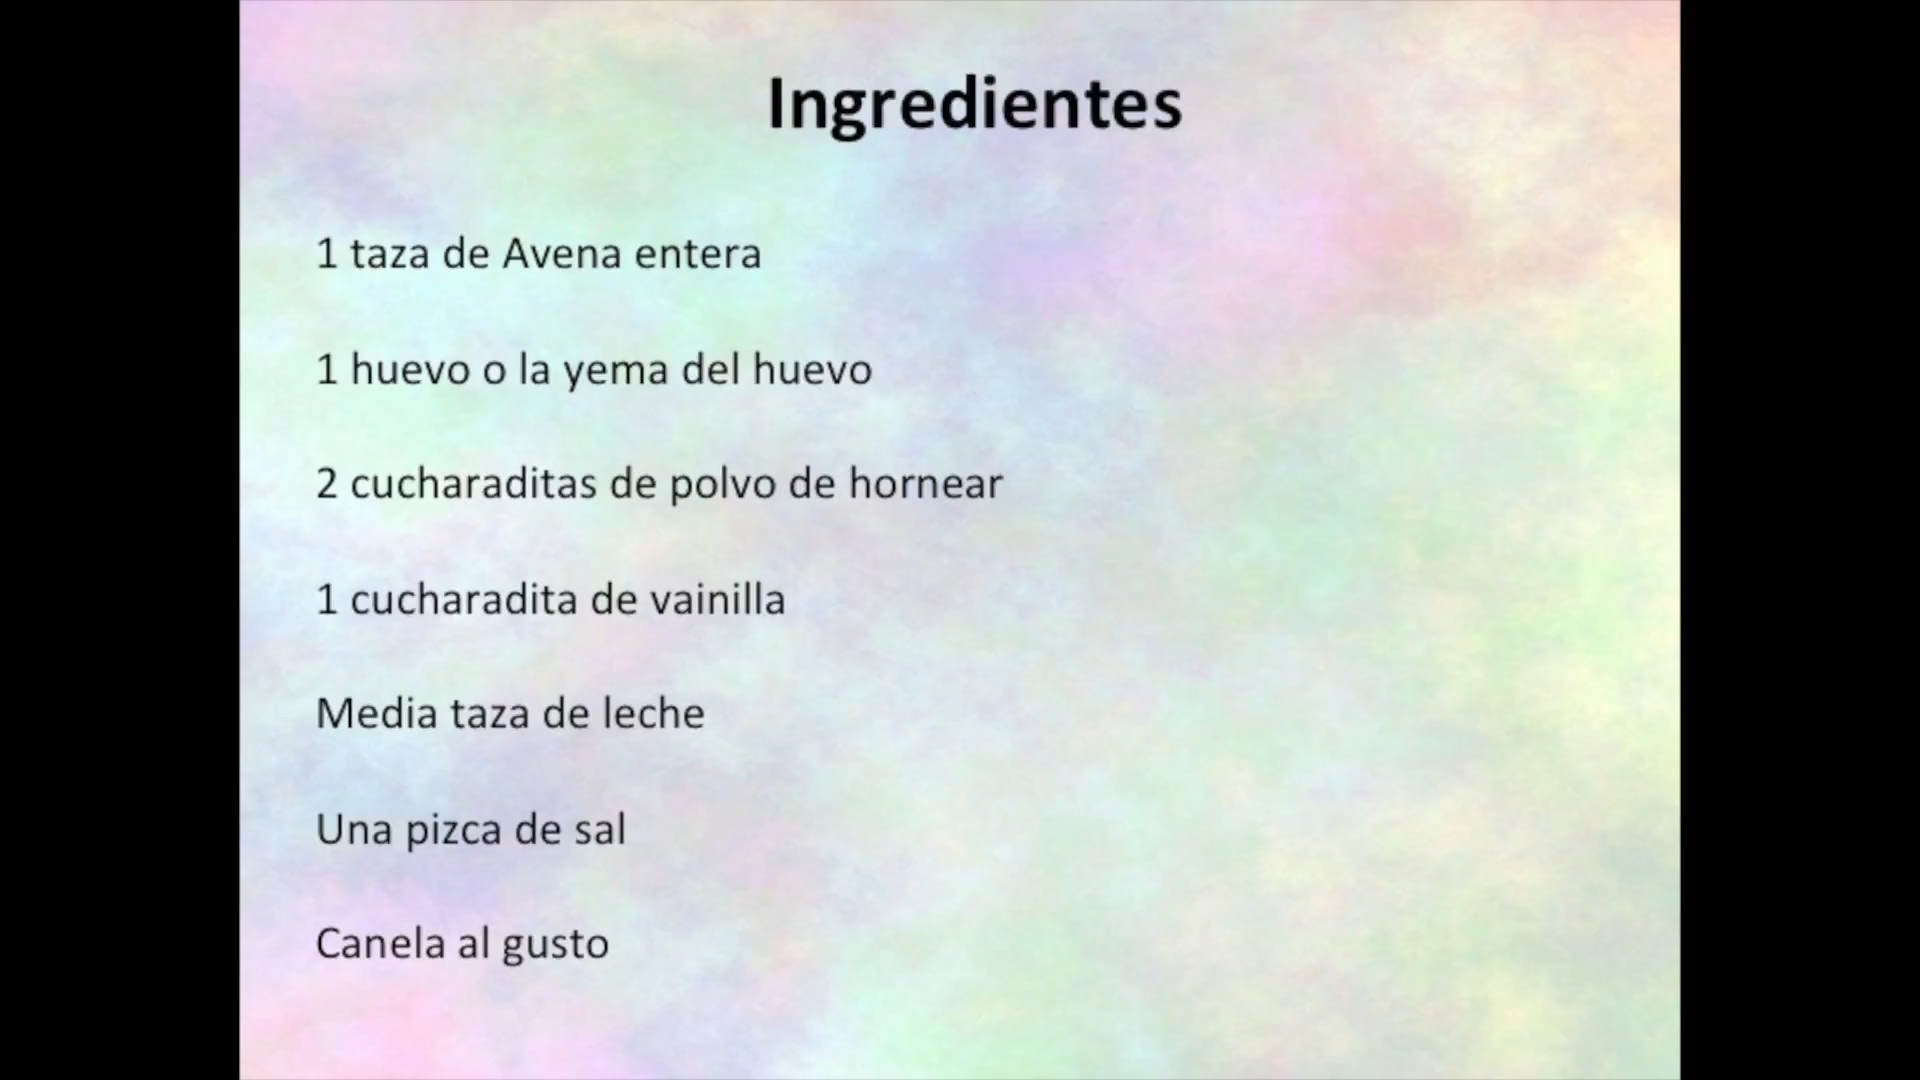 Ingredientes
1 taza de Avena entera
1 huevo o la yema del huevo
2 cucharaditas de polvo de hornear
1 cucharadita de vainilla
Media taza de leche
Una pizca de sal
Canela al gusto